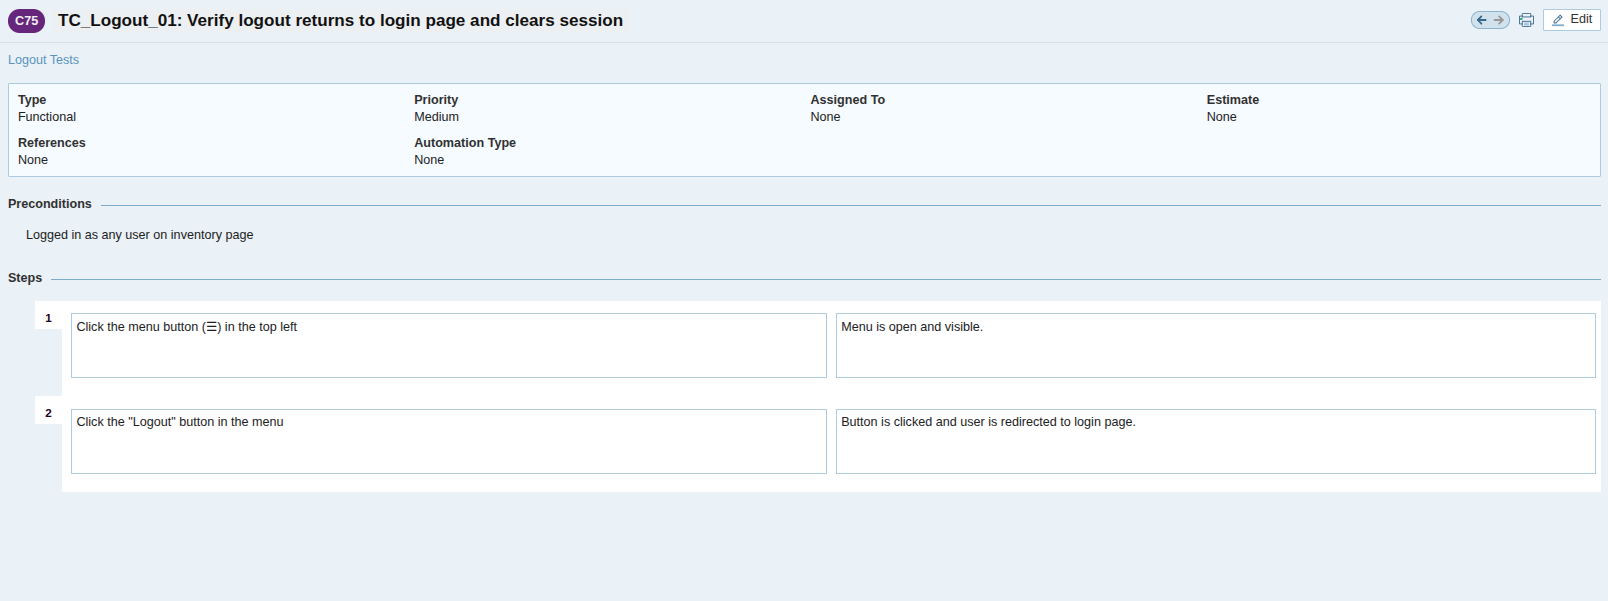 C75 TC_Logout_01: Verify logout returns to login page and clears session
Edit
Logout Tests
Type Priority Assigned To Estimate
Functional Medium None None
References Automation Type
None None
Preconditions
Logged in as any user on inventory page
Steps
1
Click the menu button (☰) in the top left
Menu is open and visible.
2
Click the "Logout" button in the menu
Button is clicked and user is redirected to login page.